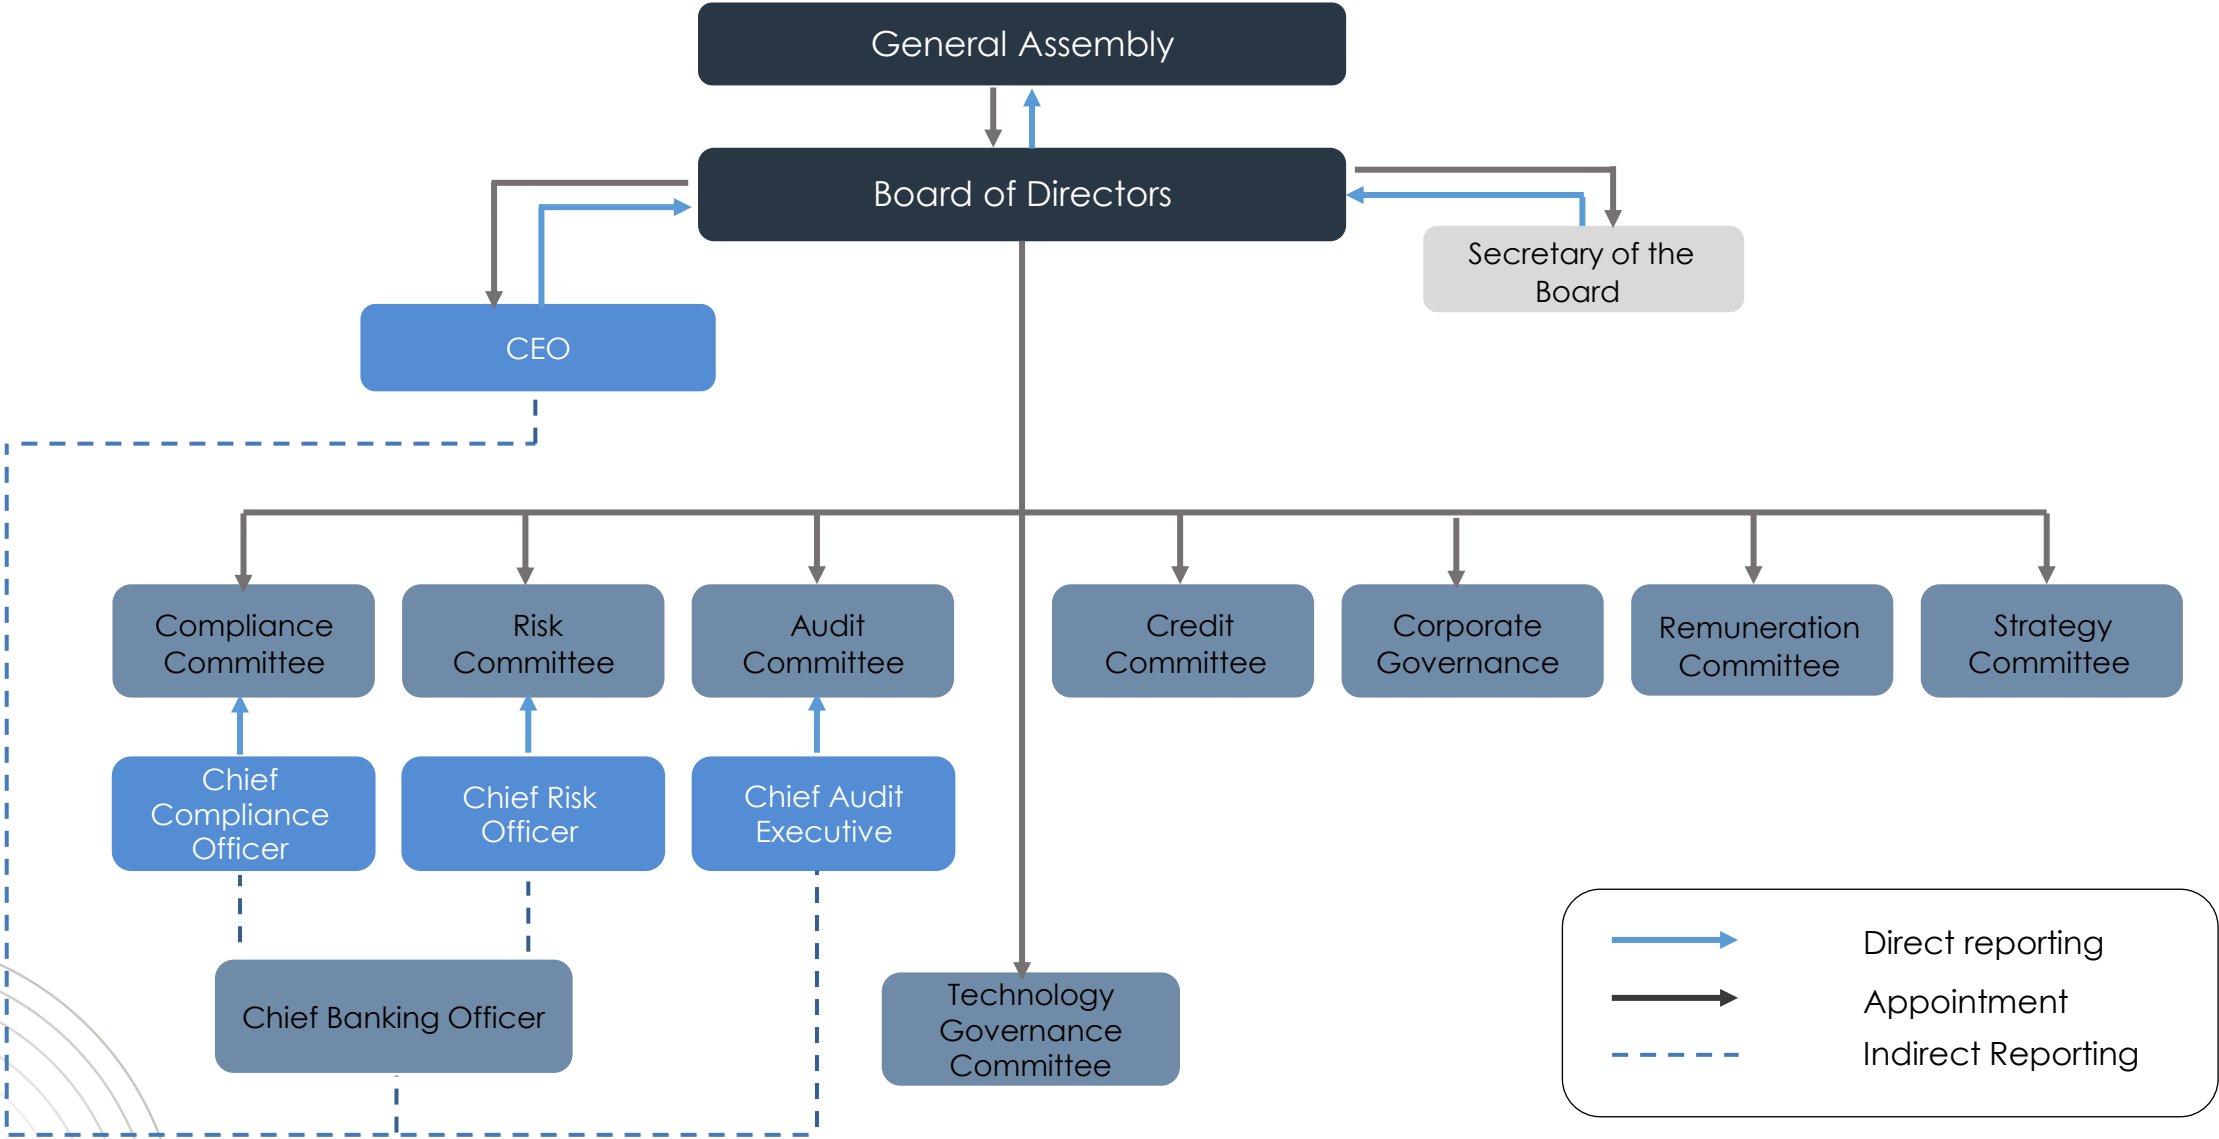 General Assembly
Board of Directors
Secretary of the
Board
CEO
Compliance
Committee
Risk
Committee
Audit
Committee
Credit
Committee
Corporate
Governance
Remuneration
Committee
Strategy
Committee
Chief
Compliance
Officer
Chief Risk
Officer
Chief Audit
Executive
Chief Banking Officer
Technology
Governance
Committee
Direct reporting
Appointment
Indirect Reporting